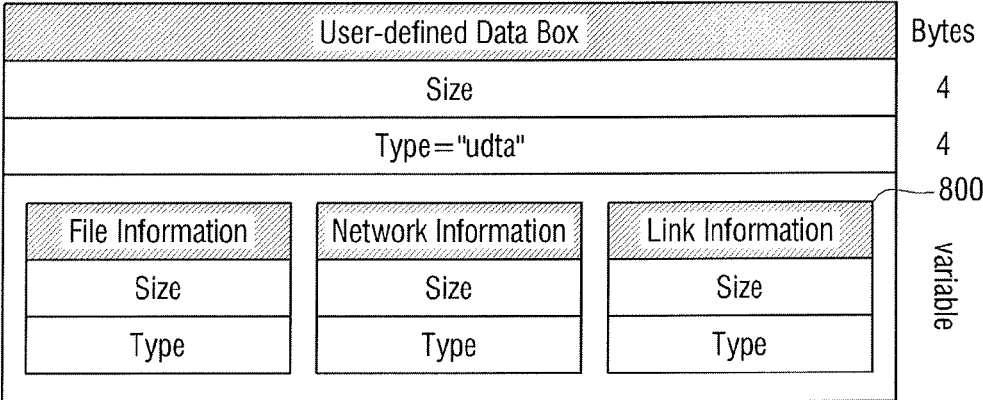 User-defined Data Box Bytes
Size 4
Type="udta" 4
800
File Information Network Information Link Information
Size Size Size
Type Type Type
variable